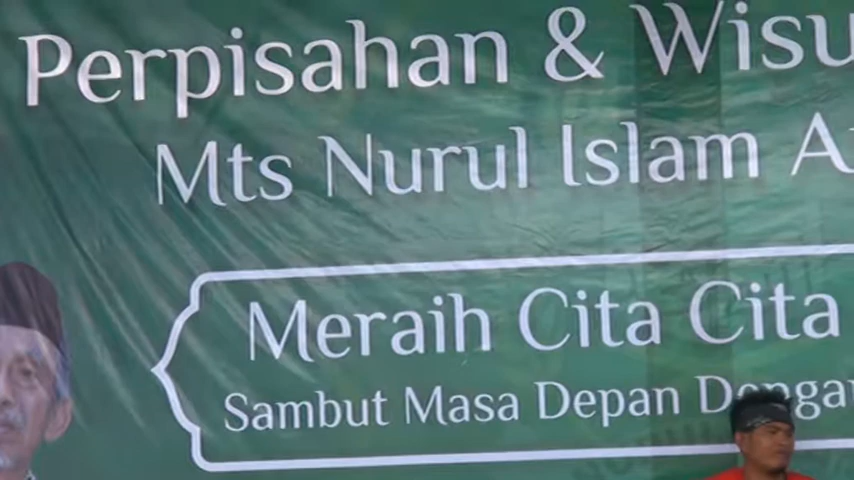 Perpisahan & Wisu
Mts Nurul Islam A
Meraih Cita Cita
Sambut Masa Depan Dengan